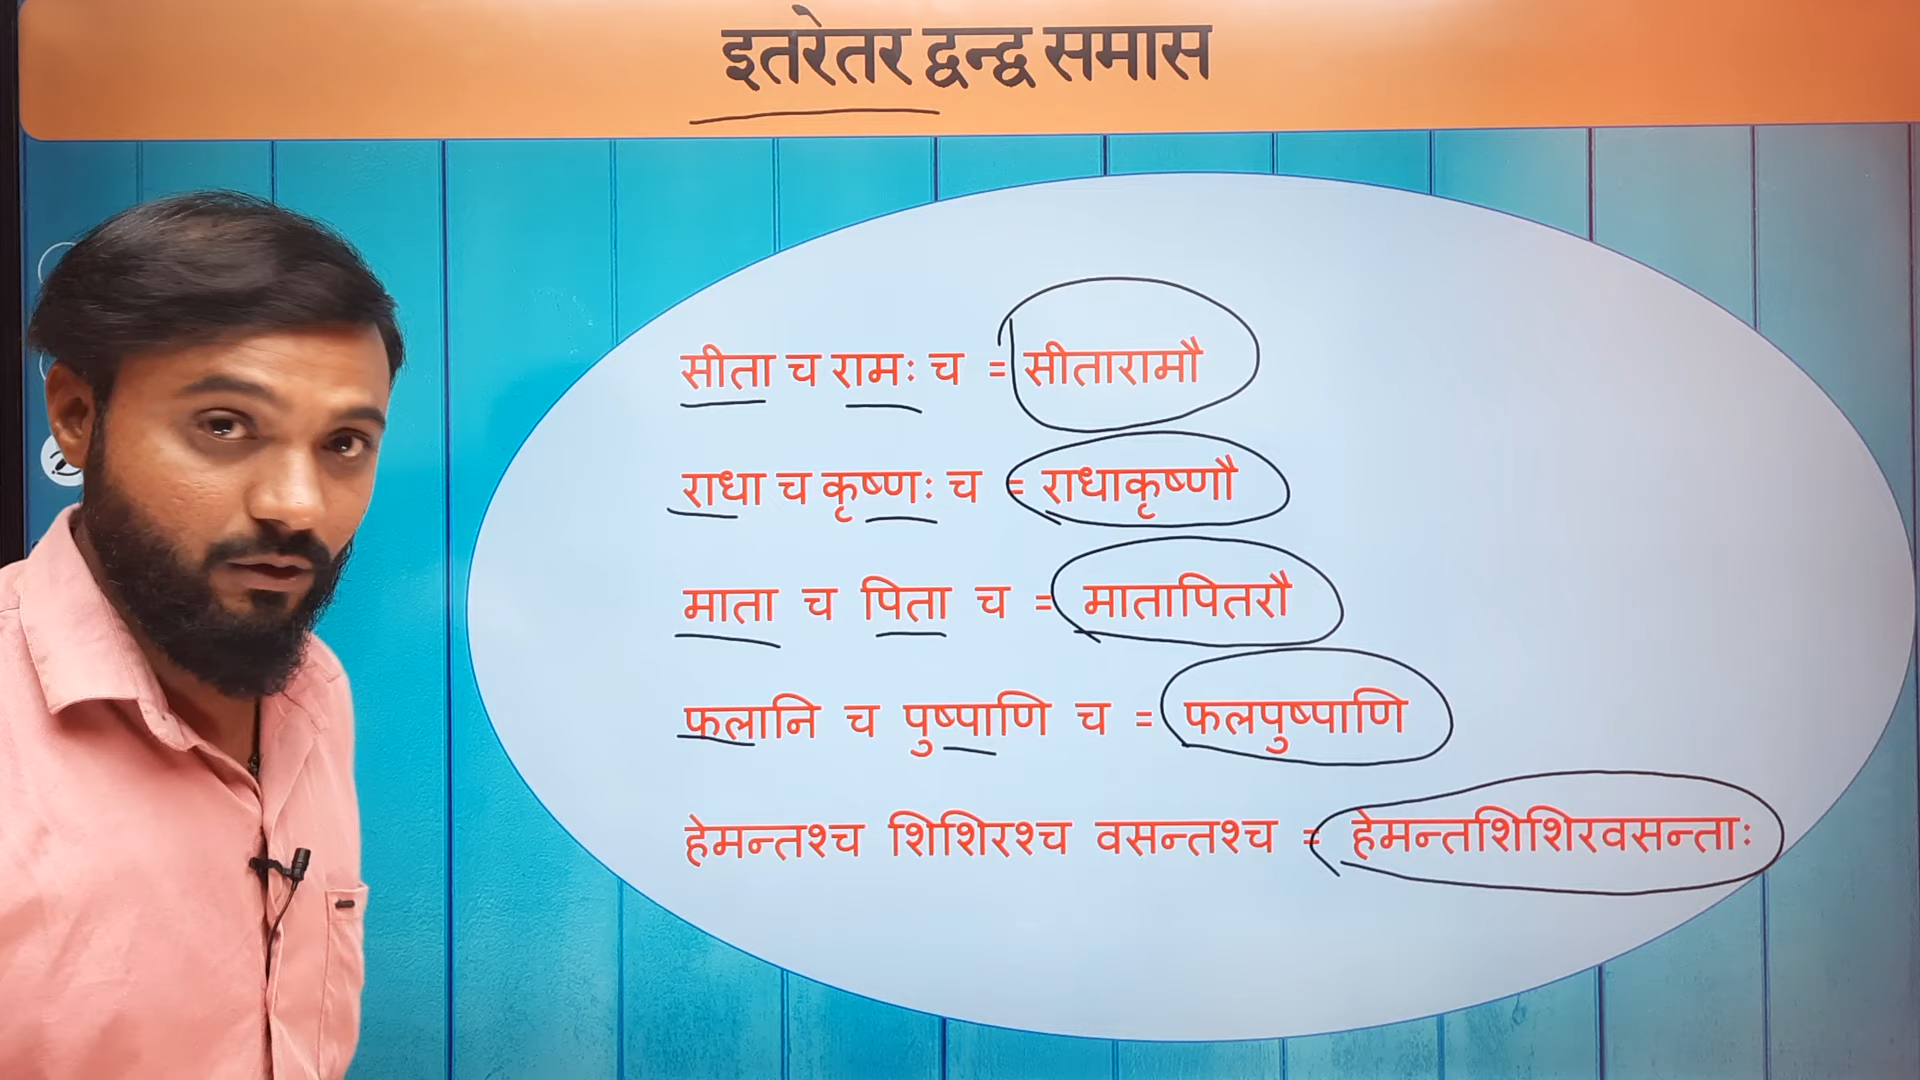 इतरेतर द्वन्द्व समास
सीता च रामः च = सीतारामौ
राधा च कृष्णः च = राधाकृष्णौ
माता च पिता च = मातापितरौ
फलानि च पुष्पाणि च = फलपुष्पाणि
हेमन्तश्च शिशिरश्च वसन्तश्च = हेमन्तशिशिरवसन्ताः